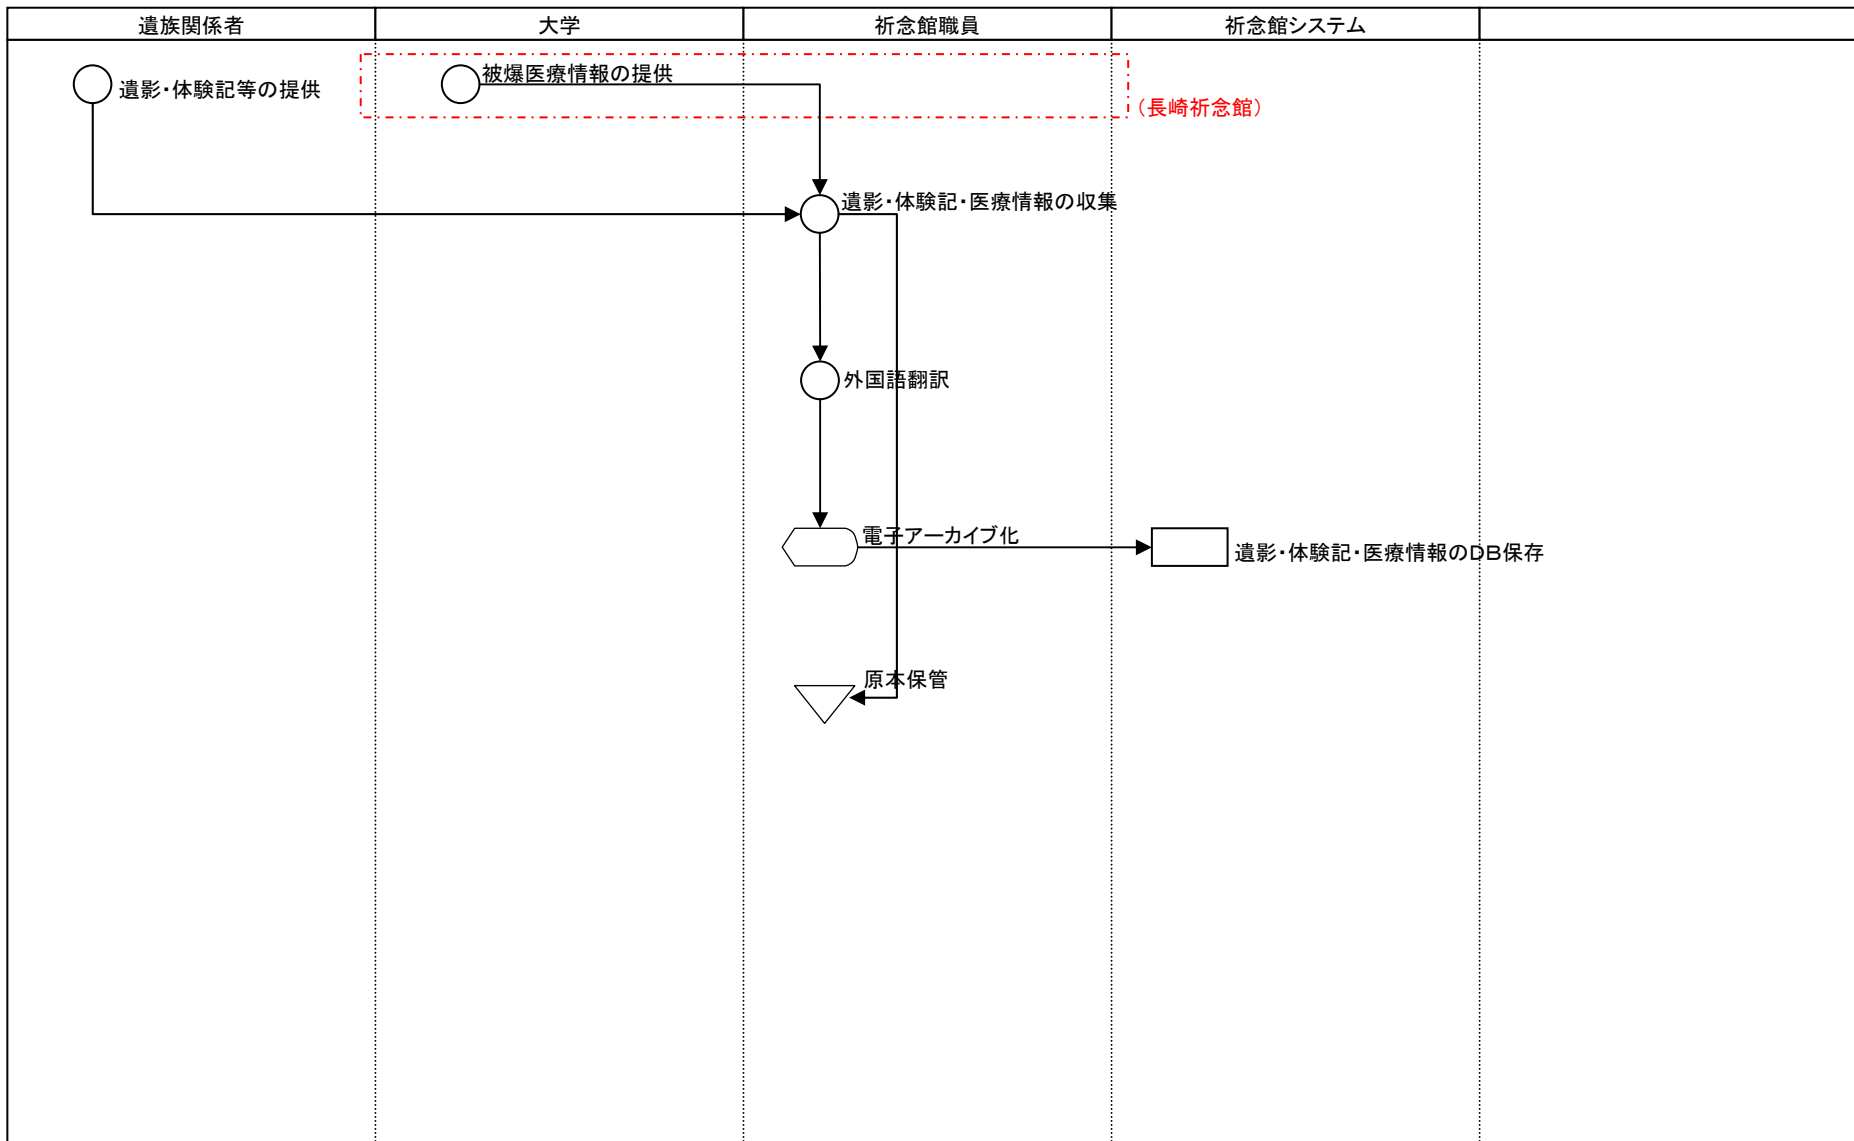 遺族関係者
大学
祈念館職員
祈念館システム
遺影・体験記等の提供
被爆医療情報の提供
（長崎祈念館）
遺影・体験記・医療情報の収集
外国語翻訳
電子アーカイブ化
遺影・体験記・医療情報のDB保存
原本保管